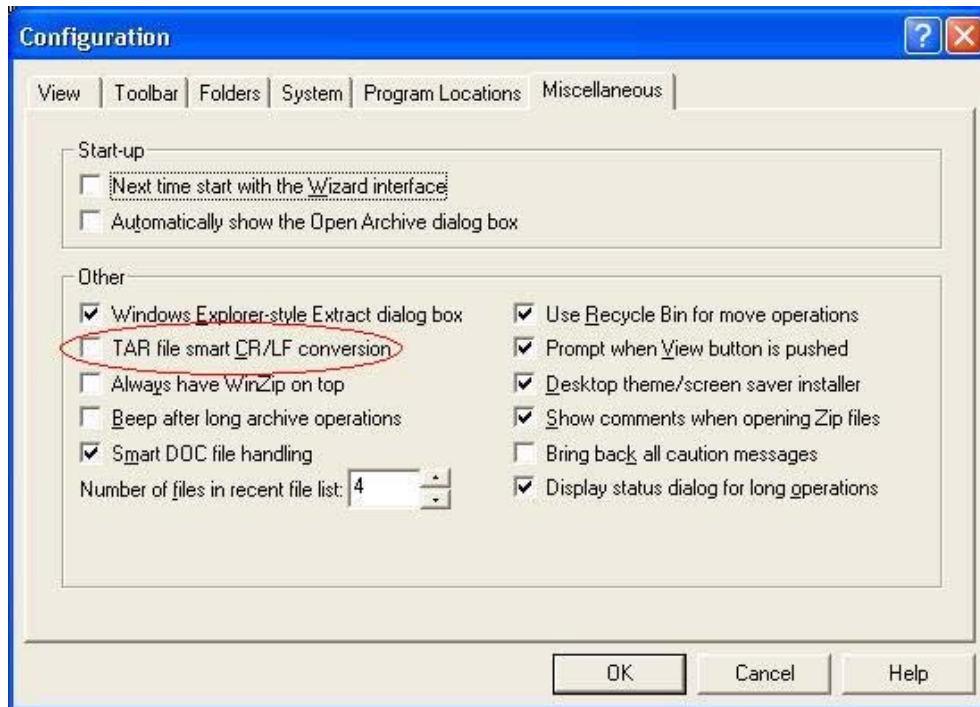 Configuration
View Toolbar Folders System Program Locations Miscellaneous
Start-up
Next time start with the Wizard interface
Automatically show the Open Archive dialog box
Other
Windows Explorer-style Extract dialog box
TAR file smart CR/LF conversion
Always have WinZip on top
Beep after long archive operations
Smart DOC file handling
Number of files in recent file list: 4
Use Recycle Bin for move operations
Prompt when View button is pushed
Desktop theme/screen saver installer
Show comments when opening Zip files
Bring back all caution messages
Display status dialog for long operations
OK Cancel Help